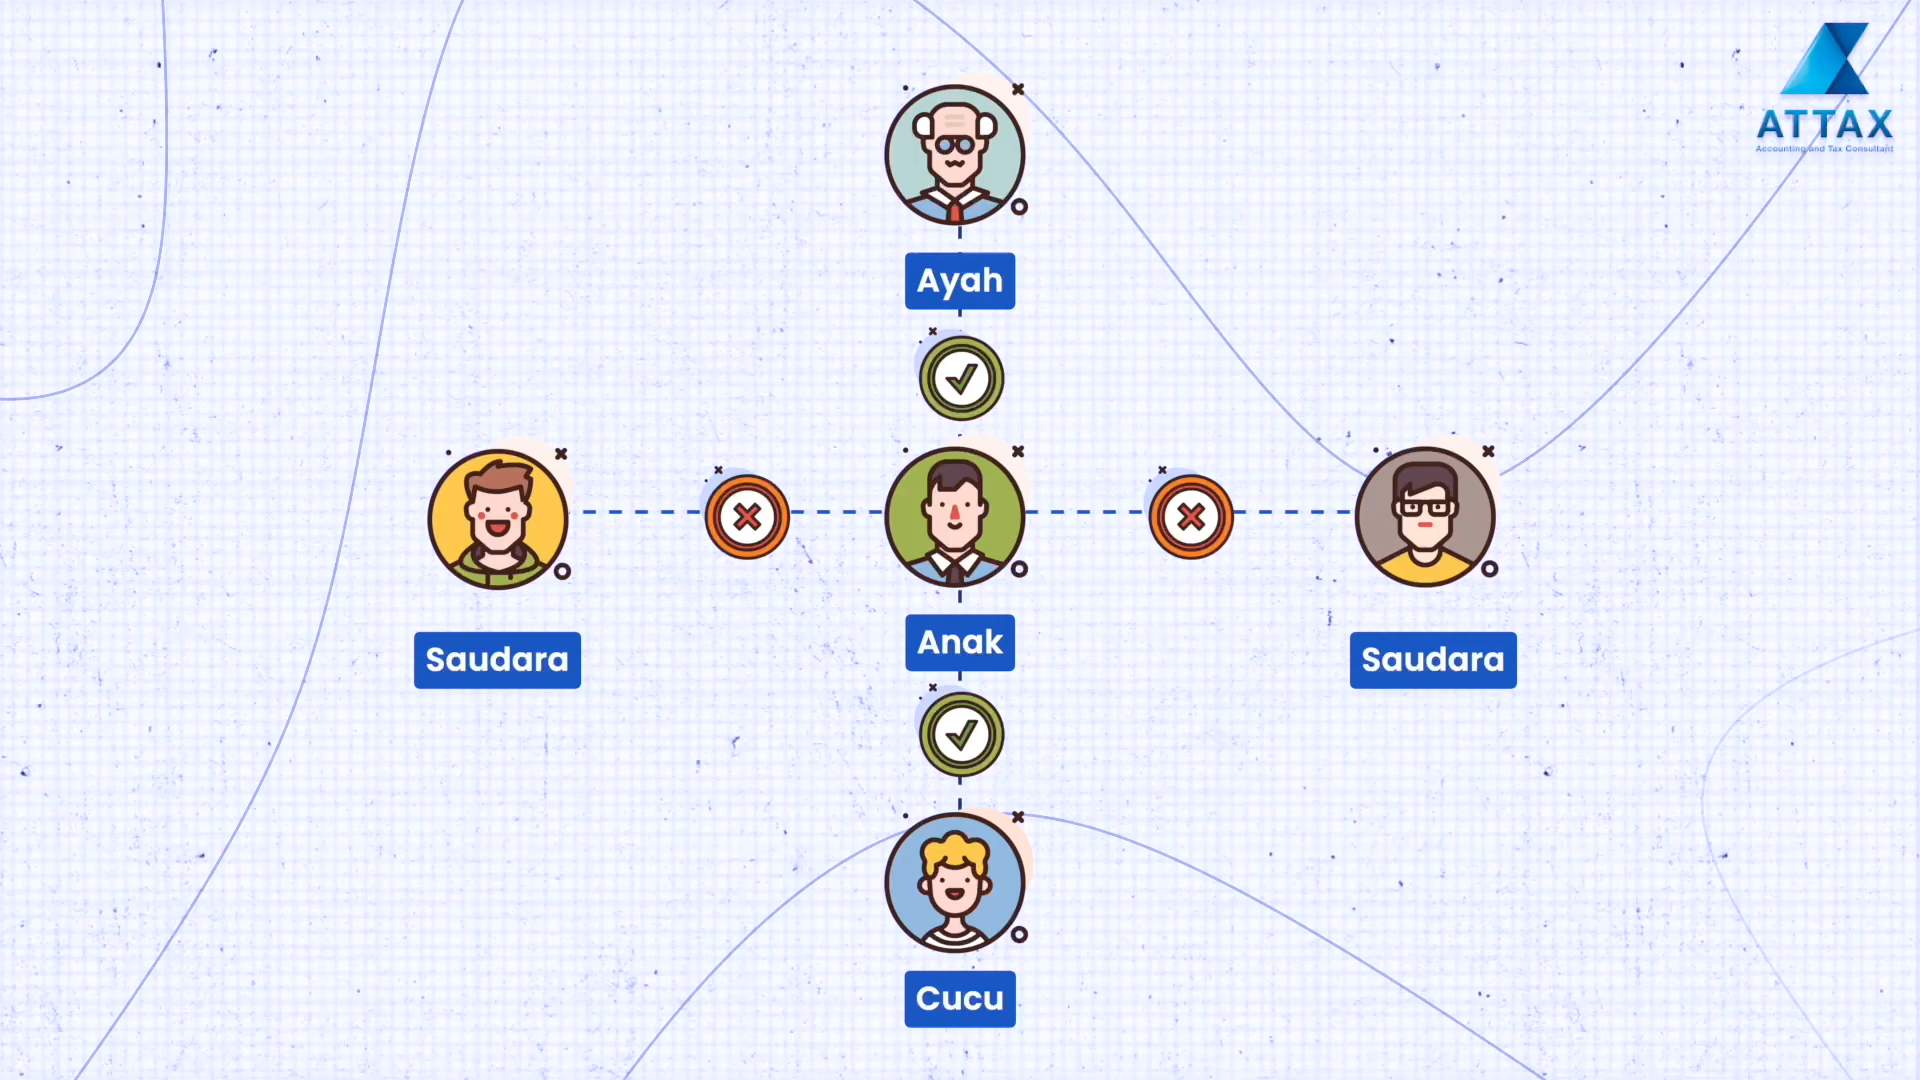 ATTAX
Accounting and Tax Consultant
Ayah
Saudara
Anak
Saudara
Cucu